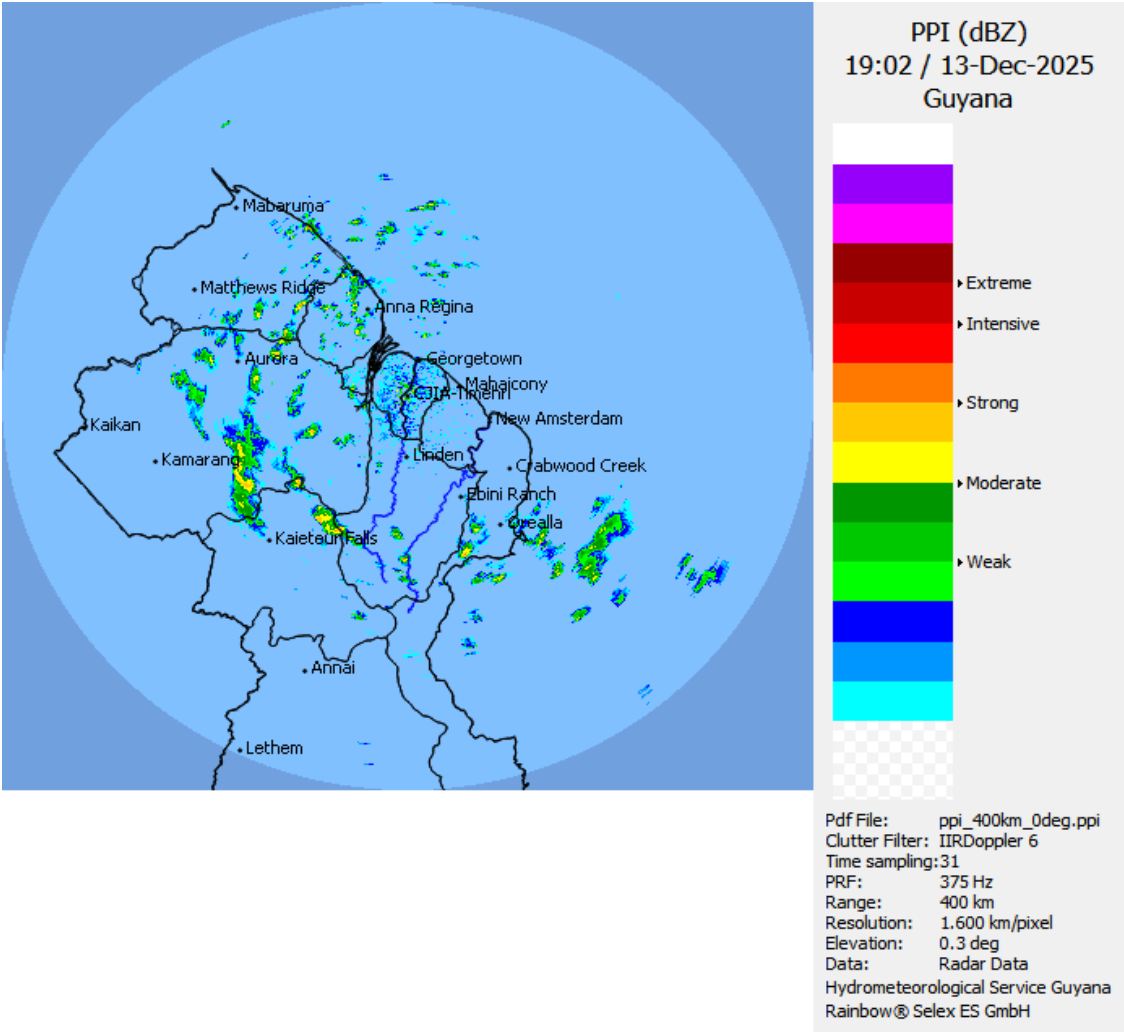 PPI (dBZ)
19:02 / 13-Dec-2025
Guyana
Mabaruma
Matthews Ridge
Anna Regina
Georgetown
Aurora
Mahaicony
CJIA-Timehri
New Amsterdam
Kaikan
Linden
Kamarang
Crabwood Creek
Ebini Ranch
Orealla
Kaieteur Falls
Annai
Lethem
Extreme
Intensive
Strong
Moderate
Weak
Pdf File: ppi_400km_0deg.ppi
Clutter Filter: IIRDoppler 6
Time sampling:31
PRF: 375 Hz
Range: 400 km
Resolution: 1.600 km/pixel
Elevation: 0.3 deg
Data: Radar Data
Hydrometeorological Service Guyana
Rainbow® Selex ES GmbH